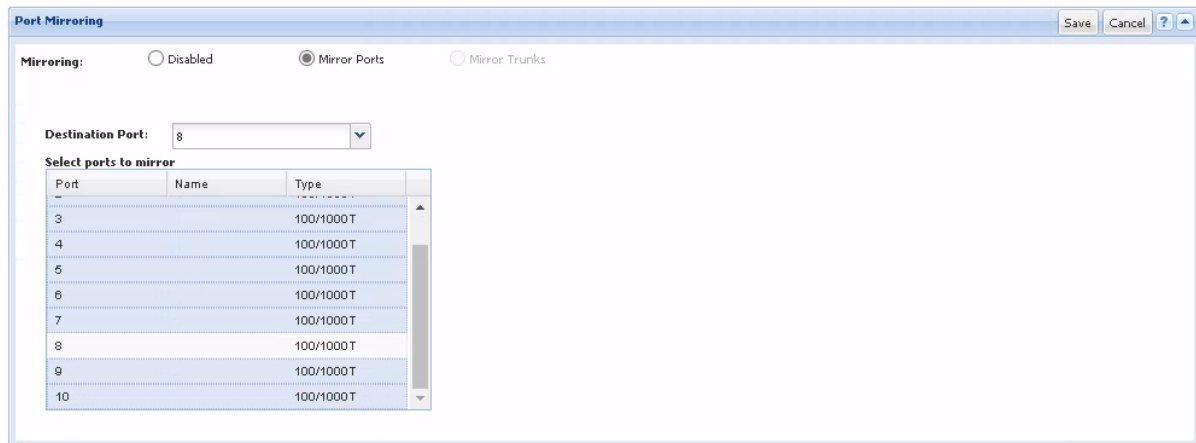 Port Mirroring Save Cancel ?
Mirroring: Disabled Mirror Ports Mirror Trunks
Destination Port: 8
Select ports to mirror
Port Name Type
3 100/1000T
4 100/1000T
5 100/1000T
6 100/1000T
7 100/1000T
8 100/1000T
9 100/1000T
10 100/1000T